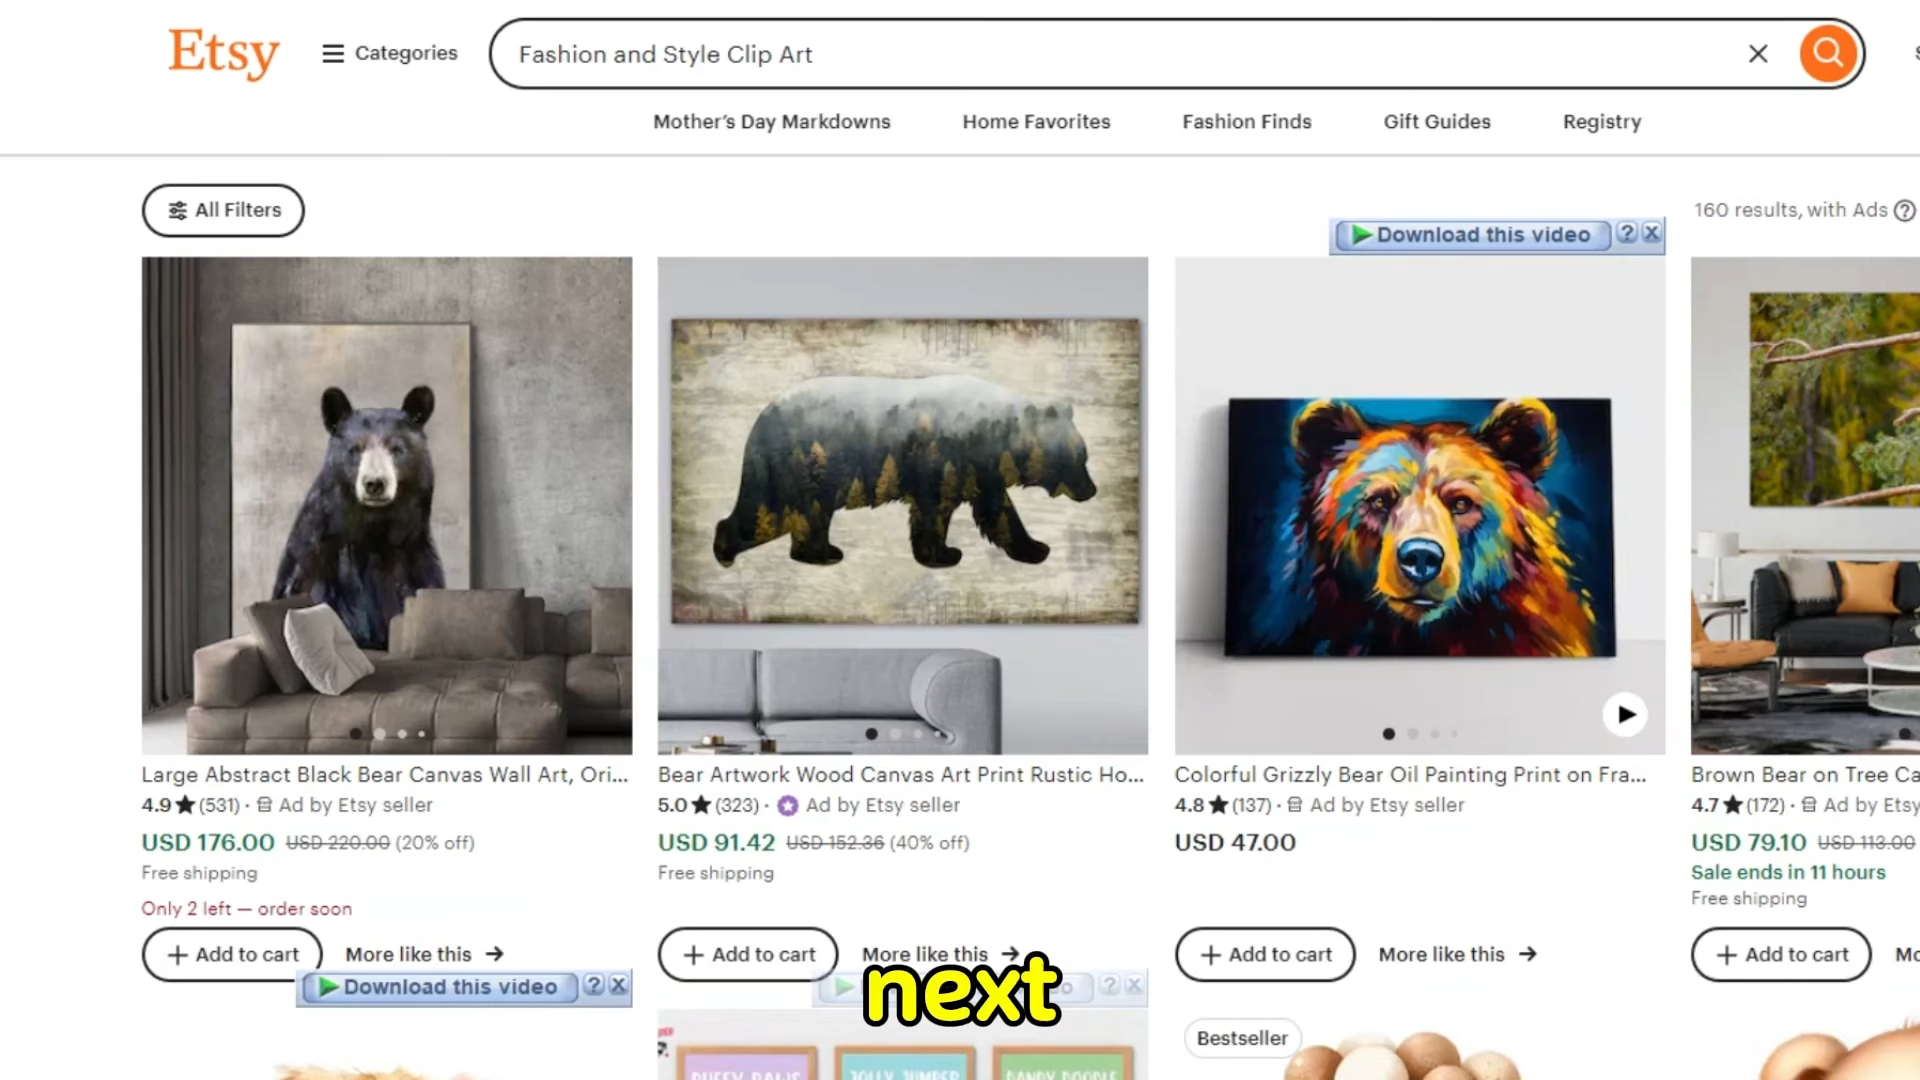 Etsy
Categories
Fashion and Style Clip Art
Mother's Day Markdowns
Home Favorites
Fashion Finds
Gift Guides
Registry
All Filters
160 results, with Ads
Download this video
Large Abstract Black Bear Canvas Wall Art, Ori...
4.9 (531) · Ad by Etsy seller
USD 176.00 USD 220.00 (20% off)
Free shipping
Only 2 left — order soon
+ Add to cart
More like this →
Bear Artwork Wood Canvas Art Print Rustic Ho...
5.0 (323) · Ad by Etsy seller
USD 91.42 USD 152.36 (40% off)
Free shipping
+ Add to cart
More like this →
Colorful Grizzly Bear Oil Painting Print on Fra...
4.8 (137) · Ad by Etsy seller
USD 47.00
+ Add to cart
More like this →
Brown Bear on Tree Ca
4.7 (172) · Ad by Etsy
USD 79.10 USD 113.00
Sale ends in 11 hours
Free shipping
+ Add to cart
Mo
Download this video
next
Bestseller